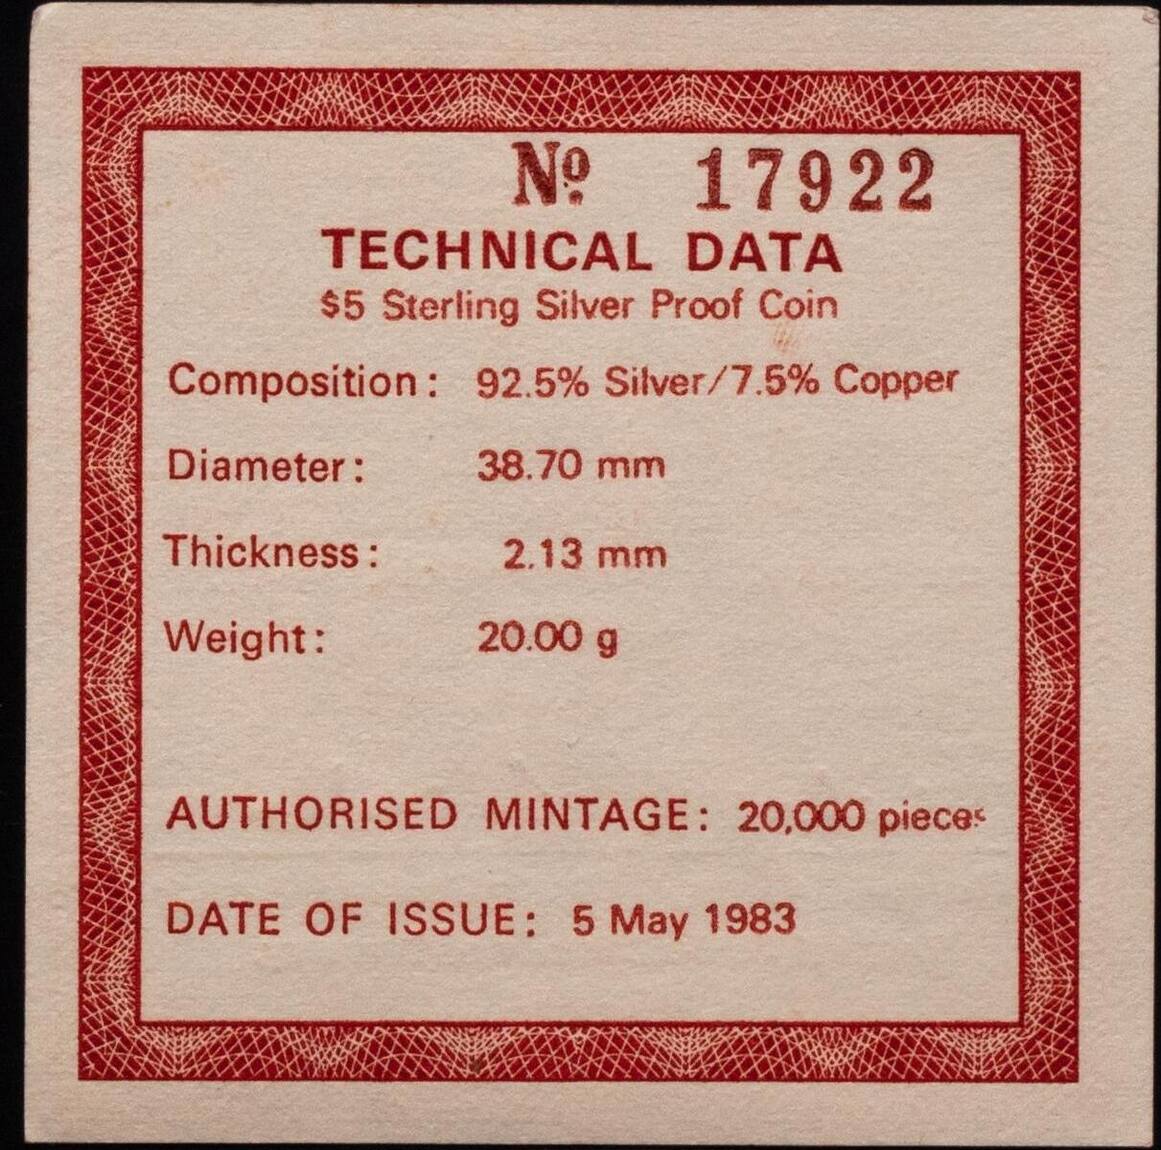 Nº 17922
TECHNICAL DATA
$5 Sterling Silver Proof Coin
Composition: 92.5% Silver/7.5% Copper
Diameter: 38.70 mm
Thickness: 2.13 mm
Weight: 20.00 g
AUTHORISED MINTAGE: 20,000 pieces
DATE OF ISSUE: 5 May 1983